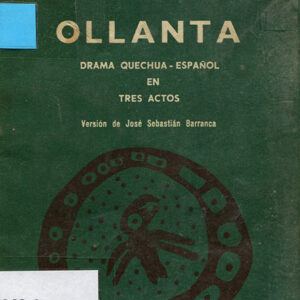 OLLANTA
DRAMA QUECHUA - ESPAÑOL
EN
TRES ACTOS
Versión de José Sebastián Barranca